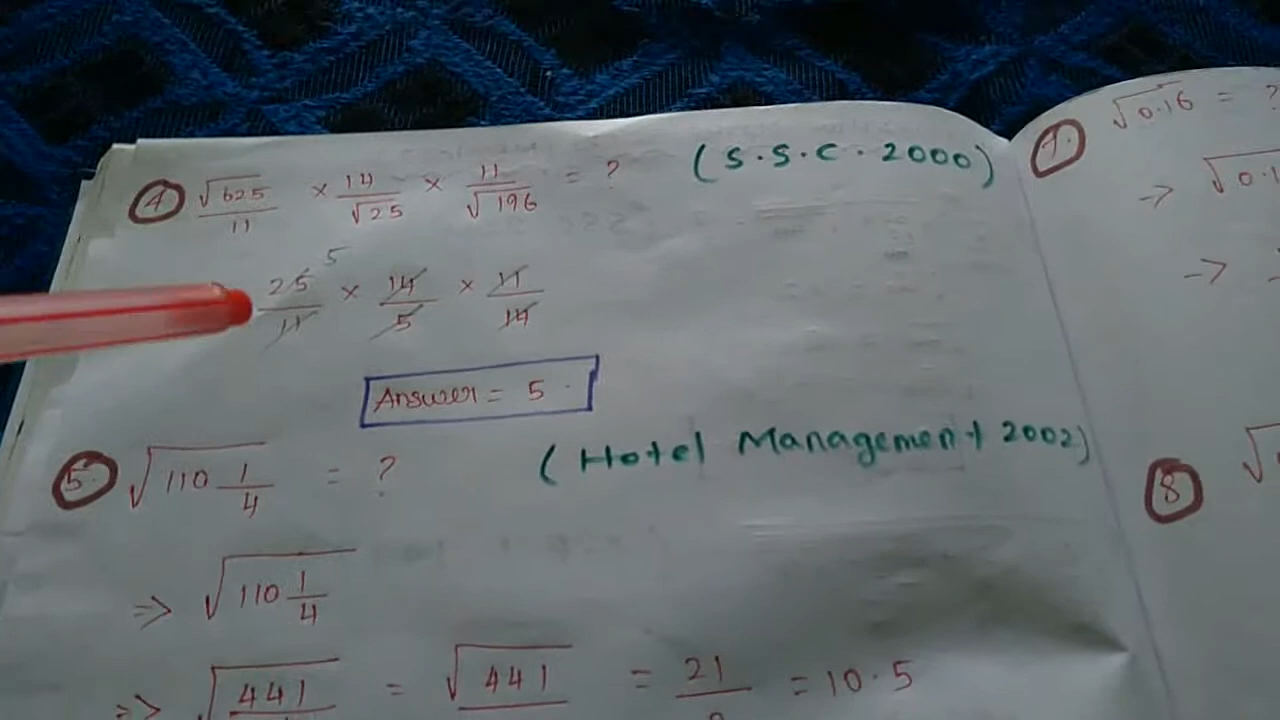 ④ √625/11 × 14/√25 × 11/√196 = ? (S.S.C. 2000)
25/11 5 × 14/5 × 11/14
Answer = 5.
⑤ √110 1/4 = ? (Hotel Management 2002)
=> √110 1/4
=> √441 = √441 = 21 = 10.5
√0.16 = ?
-> √0.1
->
⑧